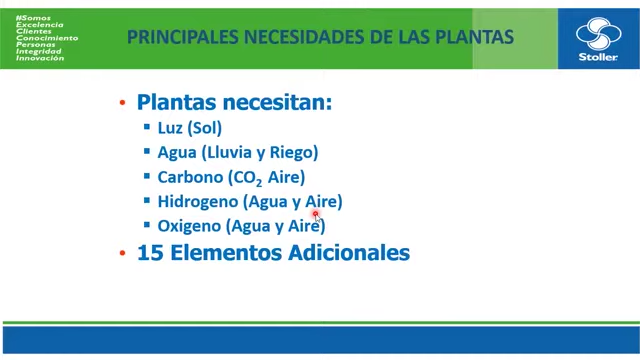 #Somos
Excelencia
Clientes
Conocimiento
Personas
Integridad
Innovación
PRINCIPALES NECESIDADES DE LAS PLANTAS
Stoller
• Plantas necesitan:
▪ Luz (Sol)
▪ Agua (Lluvia y Riego)
▪ Carbono (CO₂ Aire)
▪ Hidrogeno (Agua y Aire)
▪ Oxigeno (Agua y Aire)
• 15 Elementos Adicionales